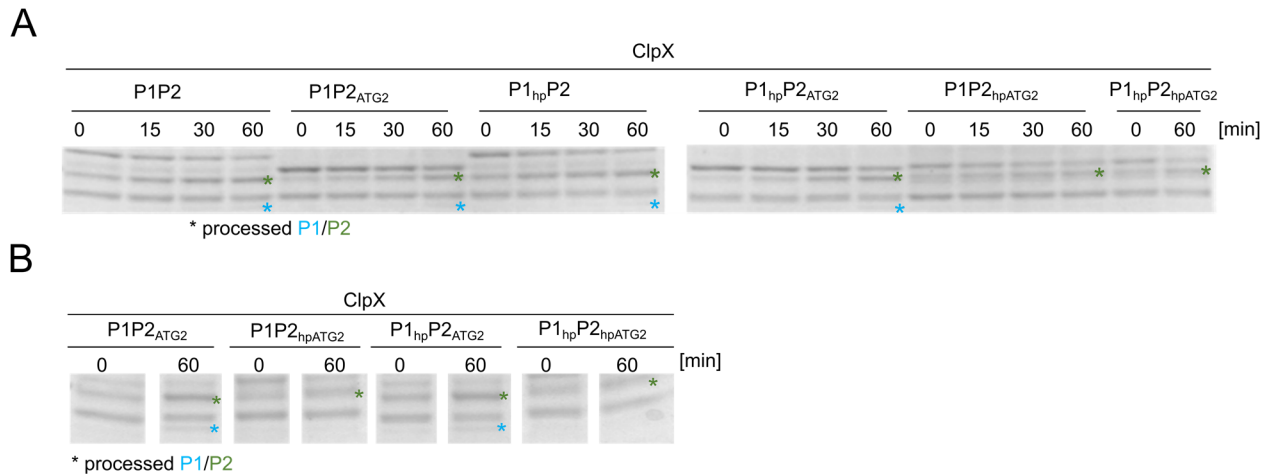 A
ClpX
P1P2 P1P2ATG2 P1hpP2 P1hpP2ATG2 P1P2hpATG2 P1hpP2hpATG2
0 15 30 60 0 15 30 60 0 15 30 60 0 15 30 60 0 15 30 60 0 60 [min]
* * * * * *
* * * *
* processed P1/P2
B
ClpX
P1P2ATG2 P1P2hpATG2 P1hpP2ATG2 P1hpP2hpATG2
0 60 0 60 0 60 0 60 [min]
* * * *
* *
* processed P1/P2